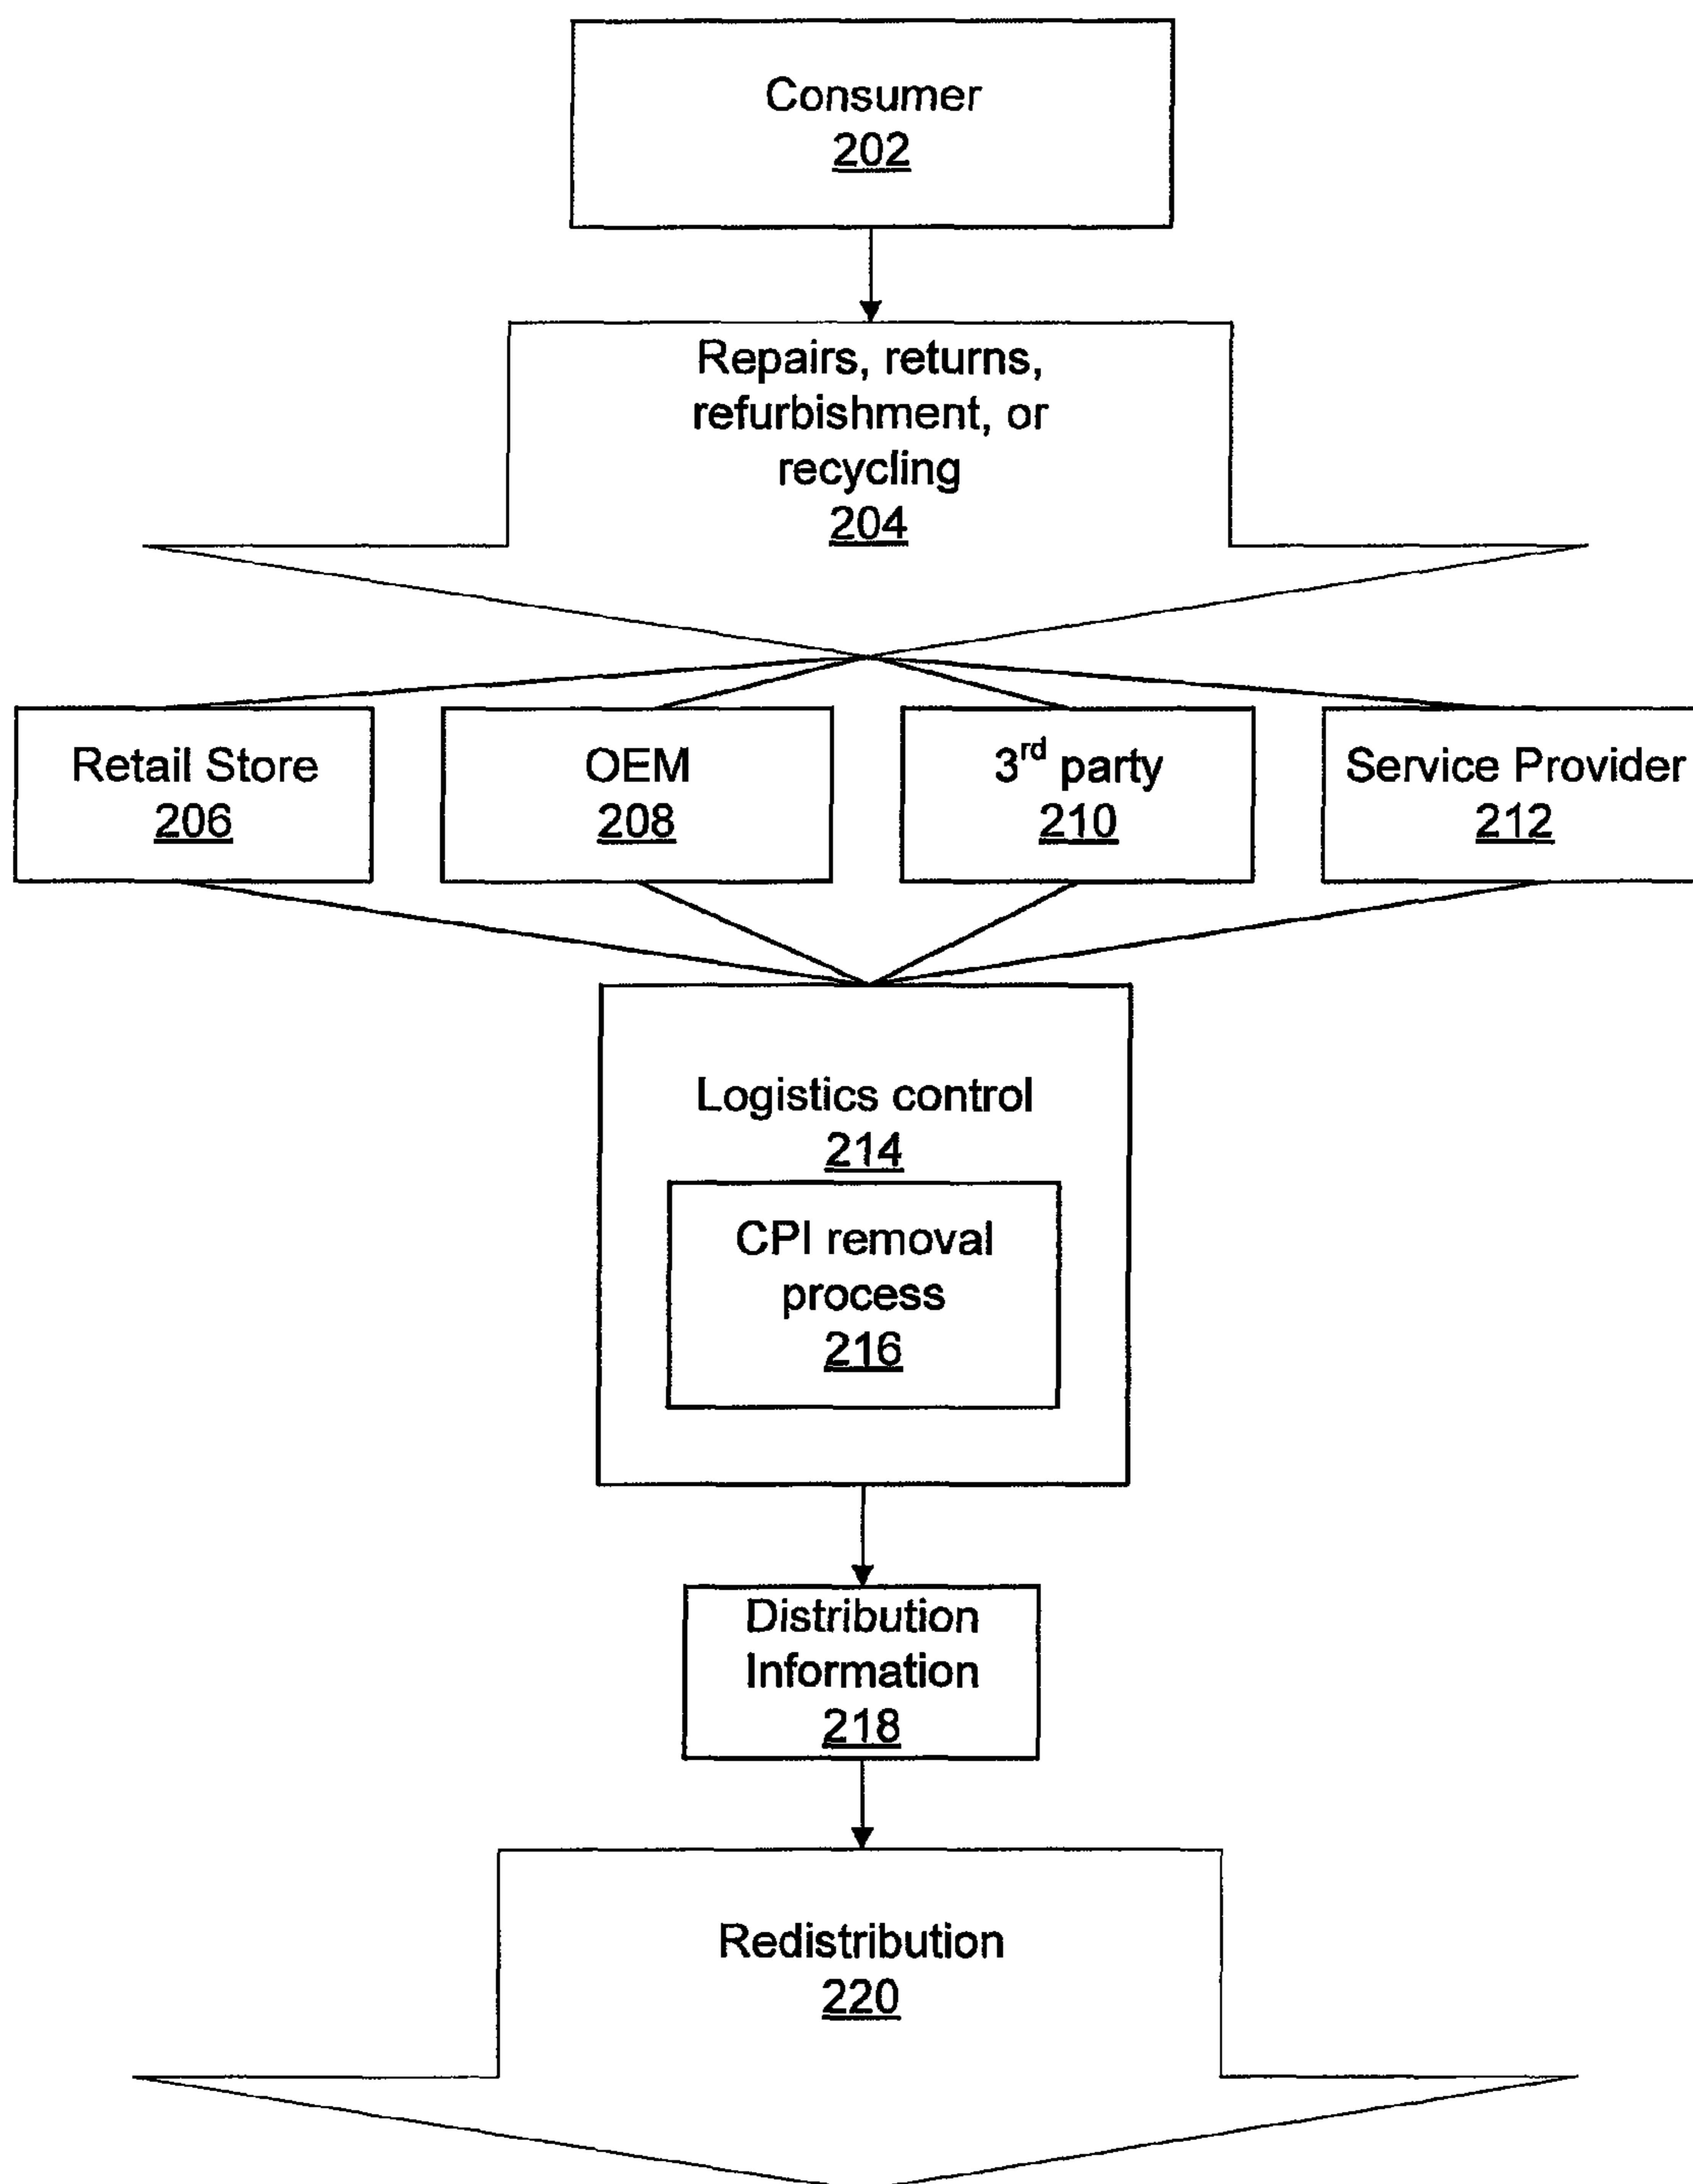 Consumer
202
Repairs, returns,
refurbishment, or
recycling
204
Retail Store
206
OEM
208
3rd party
210
Service Provider
212
Logistics control
214
CPI removal
process
216
Distribution
Information
218
Redistribution
220